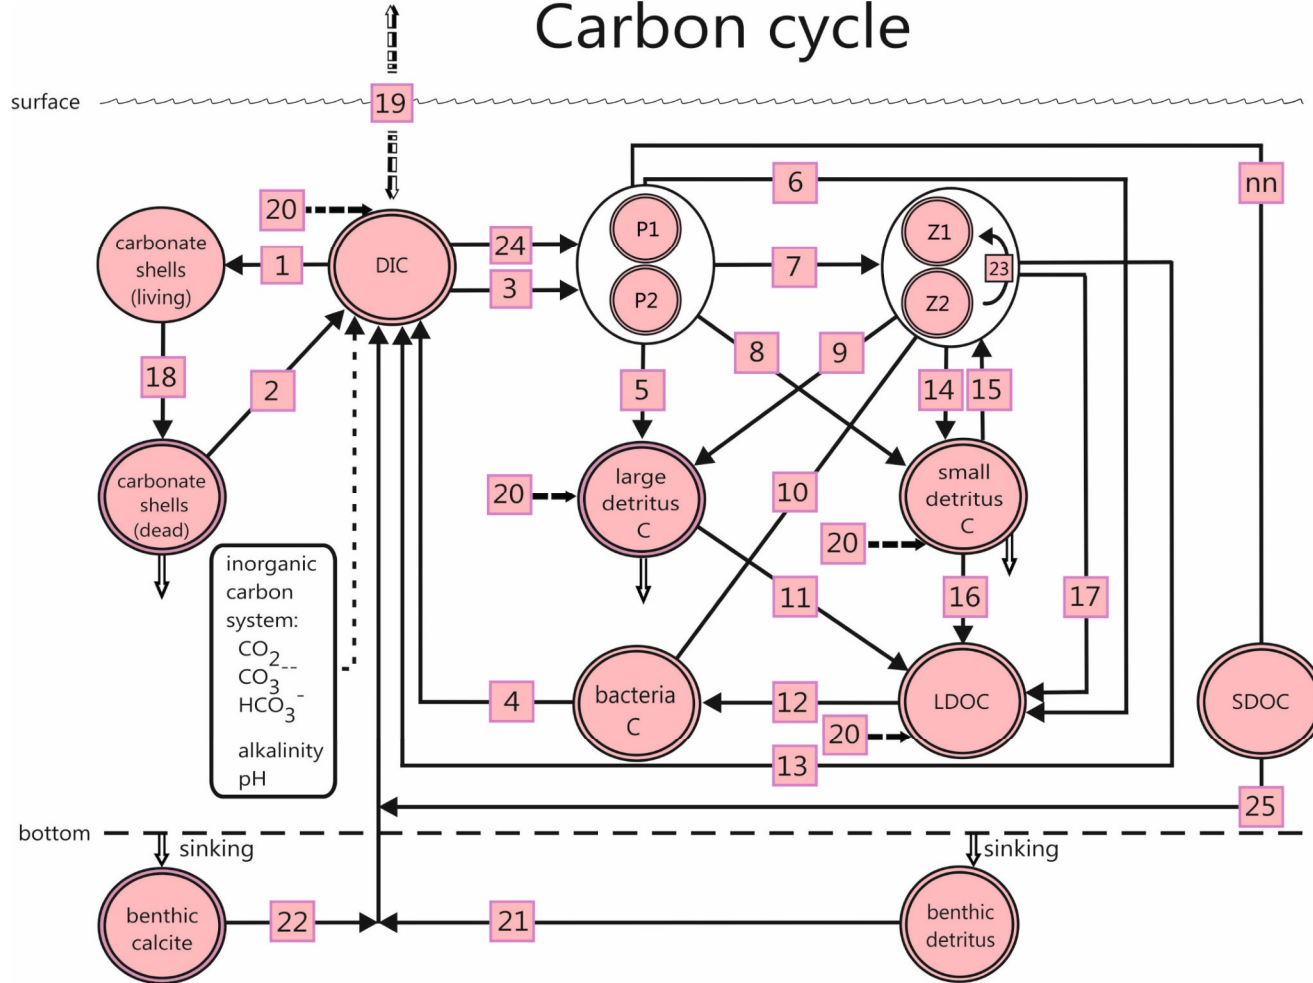 Carbon cycle
surface
19
6
nn
20
P1
Z1
carbonate
shells
(living)
1
DIC
24
7
23
3
P2
Z2
18
2
5
8
9
14
15
carbonate
shells
(dead)
20
large
detritus
C
10
small
detritus
C
20
inorganic
carbon
system:
CO2
CO3--
HCO3-
alkalinity
pH
11
16
17
4
bacteria
C
12
LDOC
SDOC
20
13
25
bottom
sinking
sinking
benthic
calcite
22
21
benthic
detritus